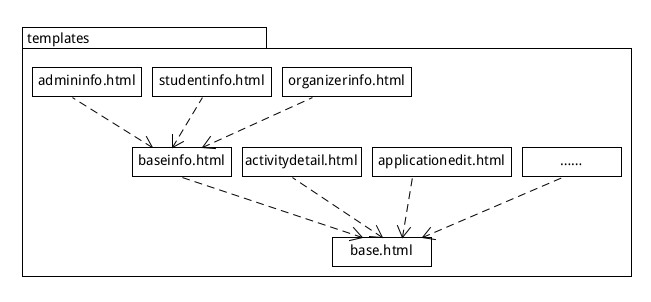 templates
admininfo.html
studentinfo.html
organizerinfo.html
baseinfo.html
activitydetail.html
applicationedit.html
......
base.html